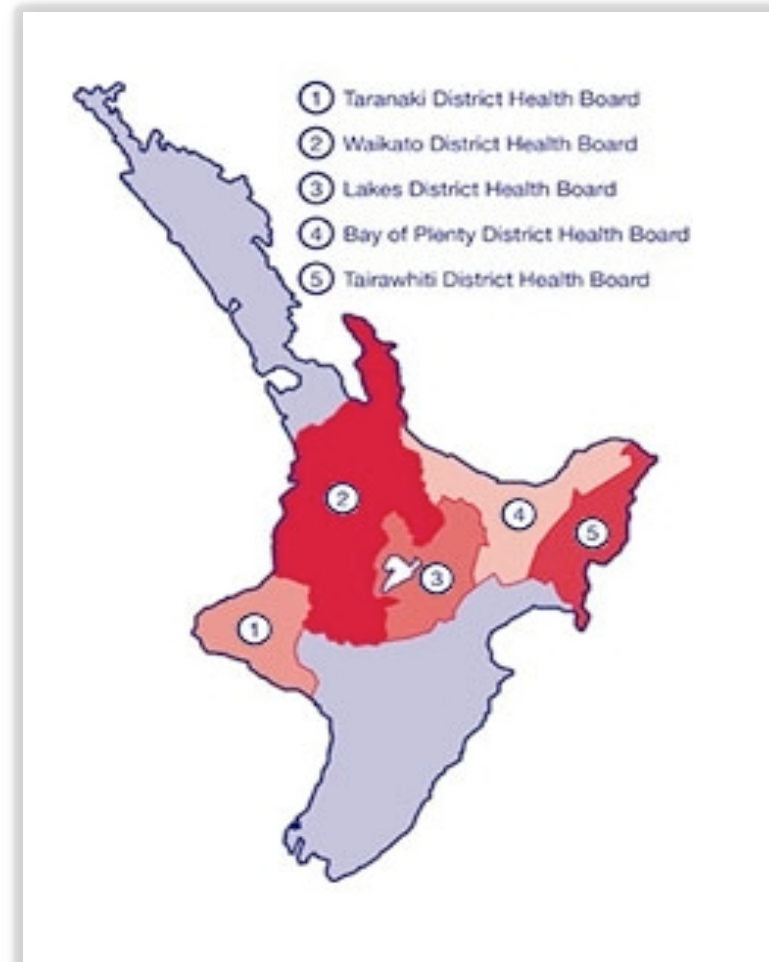 1 Taranaki District Health Board
2 Waikato District Health Board
3 Lakes District Health Board
4 Bay of Plenty District Health Board
5 Tairawhiti District Health Board
2
4
5
3
1